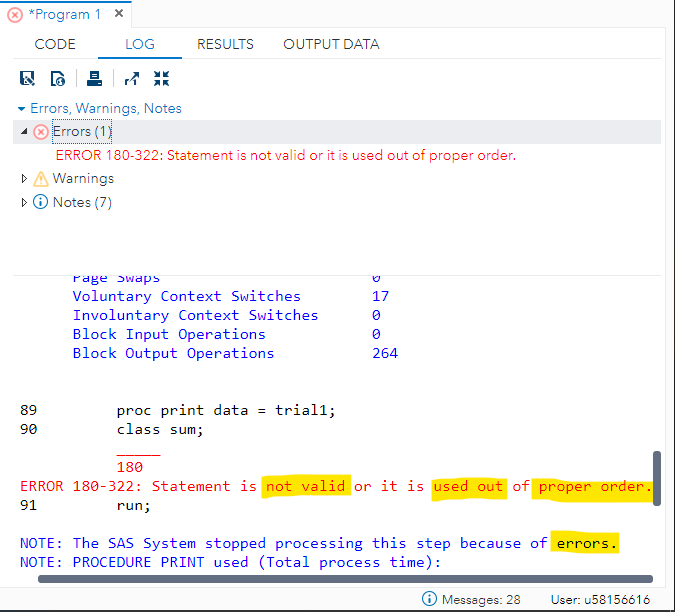 *Program 1 ×
CODE LOG RESULTS OUTPUT DATA
Errors, Warnings, Notes
Errors (1)
ERROR 180-322: Statement is not valid or it is used out of proper order.
Warnings
Notes (7)
Page Swaps 0
Voluntary Context Switches 17
Involuntary Context Switches 0
Block Input Operations 0
Block Output Operations 264
89 proc print data = trial1;
90 class sum;
_____
180
ERROR 180-322: Statement is not valid or it is used out of proper order.
91 run;
NOTE: The SAS System stopped processing this step because of errors.
NOTE: PROCEDURE PRINT used (Total process time):
Messages: 28 User: u58156616